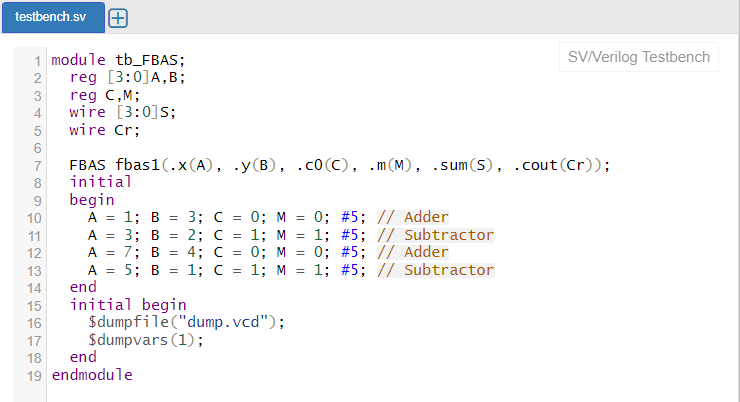 testbench.sv
SV/Verilog Testbench
1 module tb_FBAS;
2 reg [3:0]A,B;
3 reg C,M;
4 wire [3:0]S;
5 wire Cr;
6
7 FBAS fbas1(.x(A), .y(B), .c0(C), .m(M), .sum(S), .cout(Cr));
8 initial
9 begin
10 A = 1; B = 3; C = 0; M = 0; #5; // Adder
11 A = 3; B = 2; C = 1; M = 1; #5; // Subtractor
12 A = 7; B = 4; C = 0; M = 0; #5; // Adder
13 A = 5; B = 1; C = 1; M = 1; #5; // Subtractor
14 end
15 initial begin
16 $dumpfile("dump.vcd");
17 $dumpvars(1);
18 end
19 endmodule